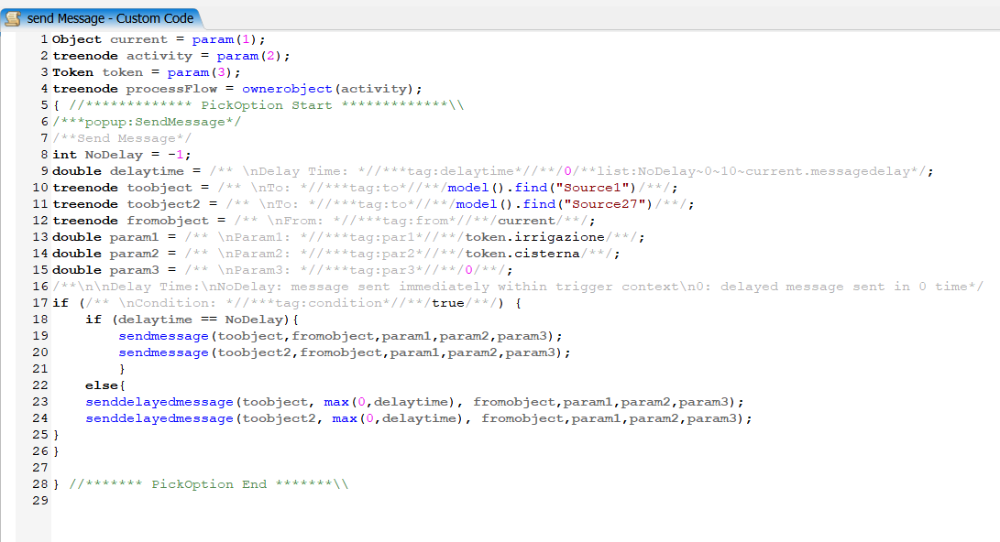 send Message - Custom Code
1 Object current = param(1);
2 treenode activity = param(2);
3 Token token = param(3);
4 treenode processFlow = ownerobject(activity);
5 { //************* PickOption Start *************\\
6 /***popup:SendMessage*/
7 /**Send Message*/
8 int NoDelay = -1;
9 double delaytime = /** \nDelay Time: *//***tag:delaytime*//**/0/**list:NoDelay~0~10~current.messagedelay*/;
10 treenode toobject = /** \nTo: *//***tag:to*//**/model().find("Source1")/**/;
11 treenode toobject2 = /** \nTo: *//***tag:to*//**/model().find("Source27")/**/;
12 treenode fromobject = /** \nFrom: *//***tag:from*//**/current/**/;
13 double param1 = /** \nParam1: *//***tag:par1*//**/token.irrigazione/**/;
14 double param2 = /** \nParam2: *//***tag:par2*//**/token.cisterna/**/;
15 double param3 = /** \nParam3: *//***tag:par3*//**/0/**/;
16 /**\n\nDelay Time:\nNoDelay: message sent immediately within trigger context\n0: delayed message sent in 0 time*/
17 if (/** \nCondition: *//***tag:condition*//**/true/**/) {
18     if (delaytime == NoDelay){
19         sendmessage(toobject,fromobject,param1,param2,param3);
20         sendmessage(toobject2,fromobject,param1,param2,param3);
21         }
22     else{
23     senddelayedmessage(toobject, max(0,delaytime), fromobject,param1,param2,param3);
24     senddelayedmessage(toobject2, max(0,delaytime), fromobject,param1,param2,param3);
25 }
26 }
27
28 } //******* PickOption End *******\\
29